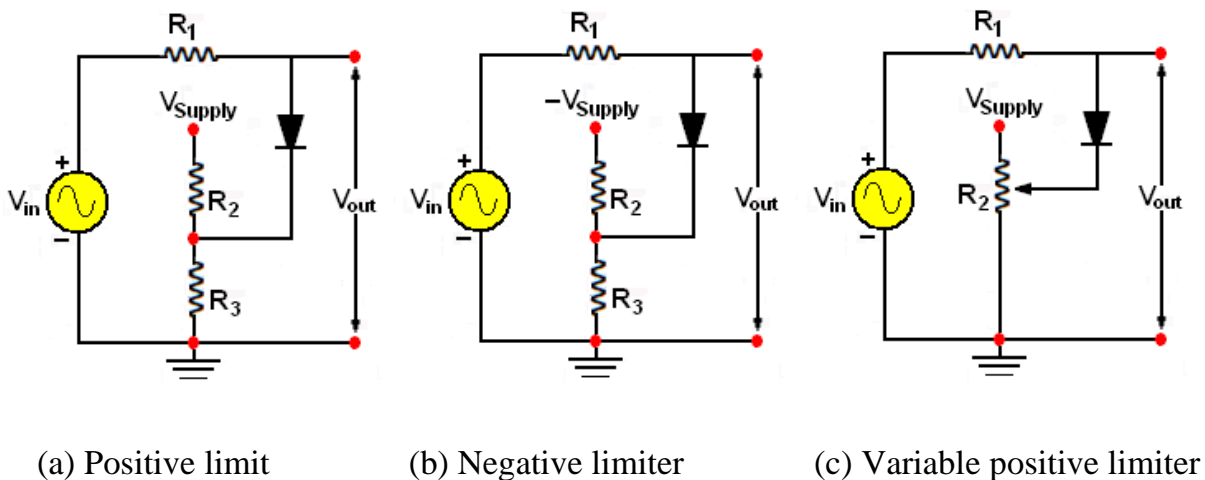 R1
VSupply
+
Vin
R2
Vout
−
R3
R1
−VSupply
+
Vin
R2
Vout
−
R3
R1
VSupply
+
Vin
R2
Vout
−
(a) Positive limit (b) Negative limiter (c) Variable positive limiter